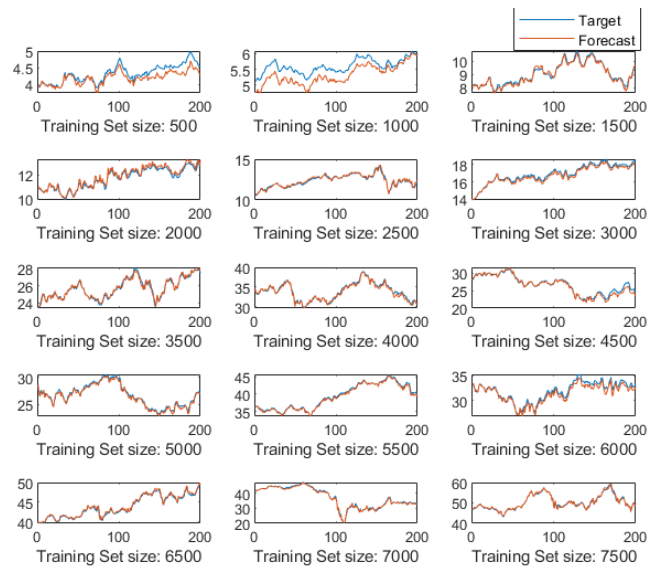 Target
Forecast
5
4.5
4
0 100 200
Training Set size: 500
6
5.5
5
0 100 200
Training Set size: 1000
10
9
8
0 100 200
Training Set size: 1500
12
10
0 100 200
Training Set size: 2000
15
10
0 100 200
Training Set size: 2500
18
16
14
0 100 200
Training Set size: 3000
28
26
24
0 100 200
Training Set size: 3500
40
35
30
0 100 200
Training Set size: 4000
30
25
20
0 100 200
Training Set size: 4500
30
25
0 100 200
Training Set size: 5000
45
40
35
0 100 200
Training Set size: 5500
35
30
0 100 200
Training Set size: 6000
50
45
40
0 100 200
Training Set size: 6500
40
30
20
0 100 200
Training Set size: 7000
60
50
40
0 100 200
Training Set size: 7500